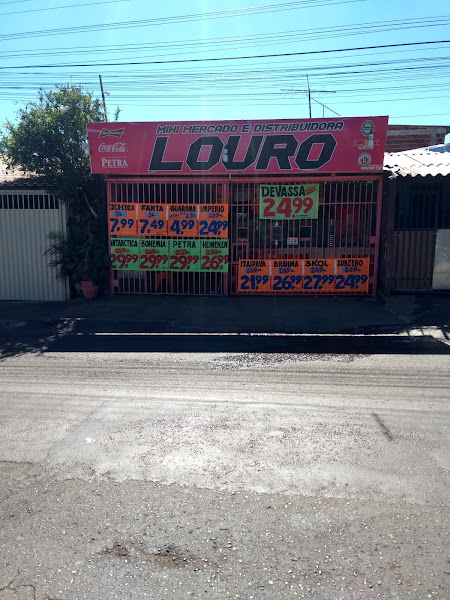 MINI MERCADO E DISTRIBUIDORA
LOURO
Coca-Cola
PETRA
DEVASSA
24,99
COCA-COLA FANTA GUARANÁ IMPÉRIO
7,99 7,49 4,99 24,99
ANTARCTICA BOHEMIA PETRA HEINEKEN
29,99 29,99 29,99 26,99
ITAIPAVA BRAHMA SKOL SUBZERO
21,99 26,99 27,99 24,99